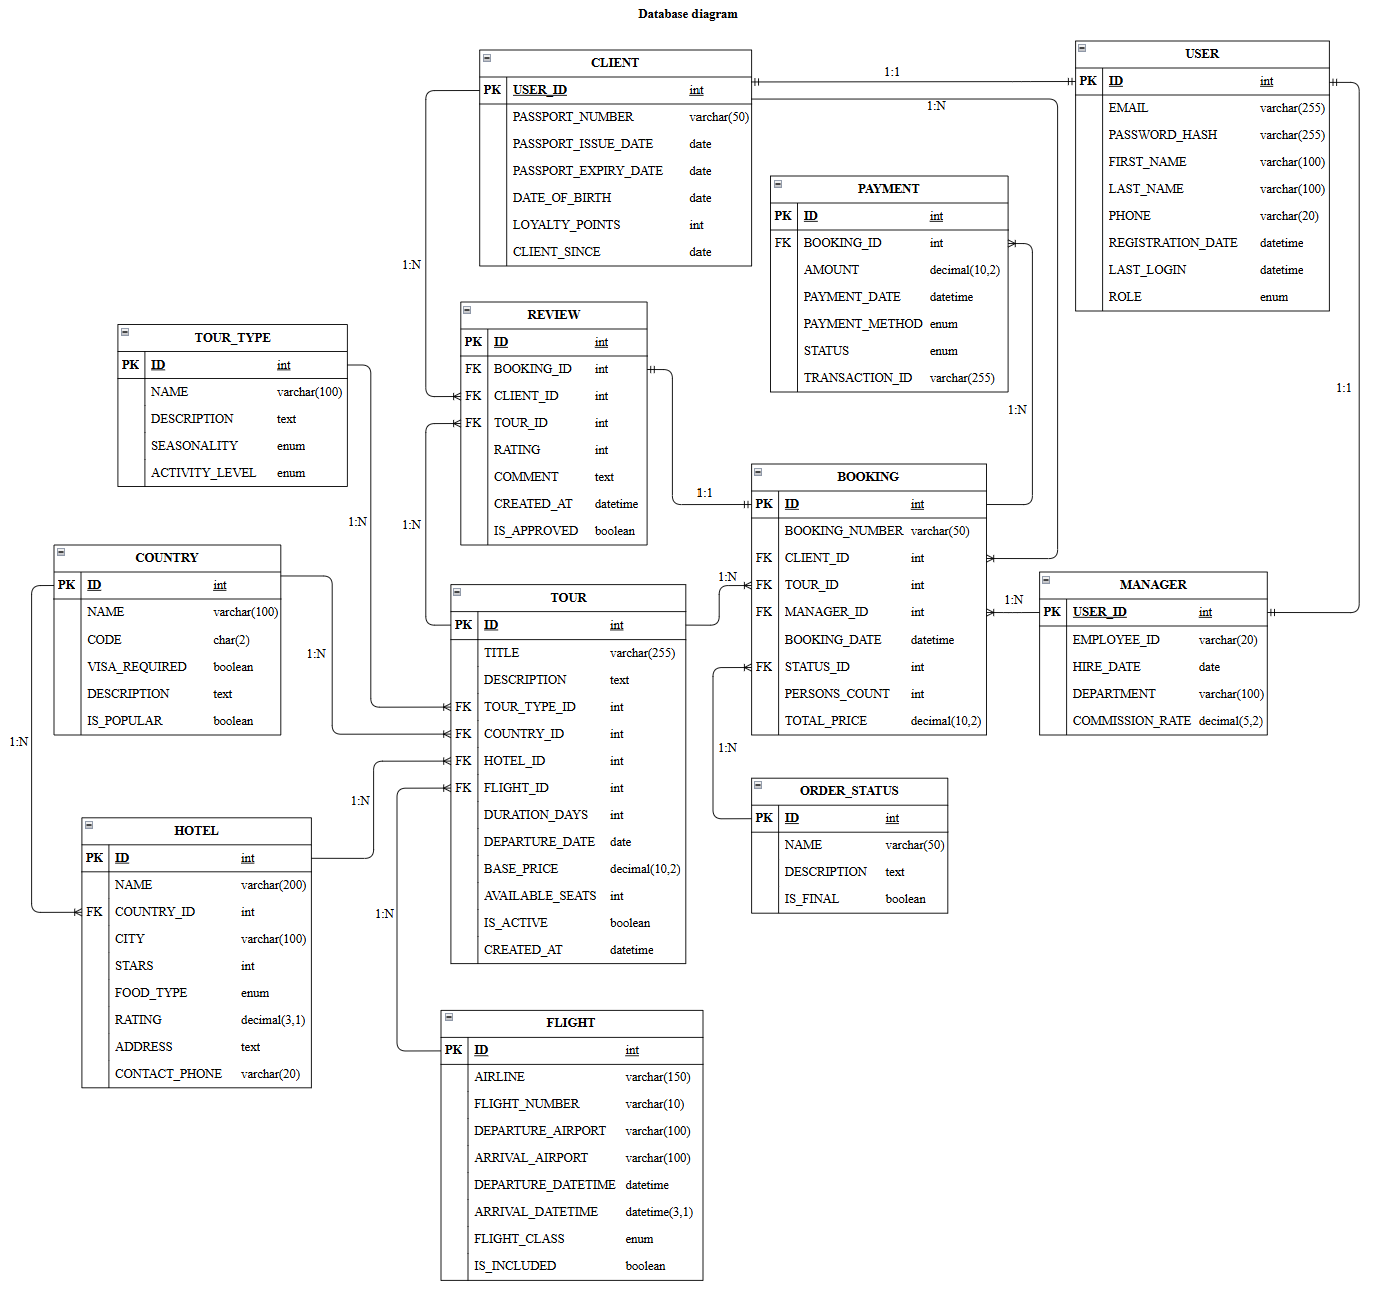 Database diagram
CLIENT
PK USER_ID int
PASSPORT_NUMBER varchar(50)
PASSPORT_ISSUE_DATE date
PASSPORT_EXPIRY_DATE date
DATE_OF_BIRTH date
LOYALTY_POINTS int
CLIENT_SINCE date
1:1
1:N
USER
PK ID int
EMAIL varchar(255)
PASSWORD_HASH varchar(255)
FIRST_NAME varchar(100)
LAST_NAME varchar(100)
PHONE varchar(20)
REGISTRATION_DATE datetime
LAST_LOGIN datetime
ROLE enum
PAYMENT
PK ID int
FK BOOKING_ID int
AMOUNT decimal(10,2)
PAYMENT_DATE datetime
PAYMENT_METHOD enum
STATUS enum
TRANSACTION_ID varchar(255)
1:N
1:N
1:1
REVIEW
PK ID int
FK BOOKING_ID int
FK CLIENT_ID int
FK TOUR_ID int
RATING int
COMMENT text
CREATED_AT datetime
IS_APPROVED boolean
TOUR_TYPE
PK ID int
NAME varchar(100)
DESCRIPTION text
SEASONALITY enum
ACTIVITY_LEVEL enum
1:N
1:N
1:1
BOOKING
PK ID int
BOOKING_NUMBER varchar(50)
FK CLIENT_ID int
FK TOUR_ID int
FK MANAGER_ID int
BOOKING_DATE datetime
FK STATUS_ID int
PERSONS_COUNT int
TOTAL_PRICE decimal(10,2)
1:N
1:N
COUNTRY
PK ID int
NAME varchar(100)
CODE char(2)
VISA_REQUIRED boolean
DESCRIPTION text
IS_POPULAR boolean
1:N
1:N
MANAGER
PK USER_ID int
EMPLOYEE_ID varchar(20)
HIRE_DATE date
DEPARTMENT varchar(100)
COMMISSION_RATE decimal(5,2)
TOUR
PK ID int
TITLE varchar(255)
DESCRIPTION text
FK TOUR_TYPE_ID int
FK COUNTRY_ID int
FK HOTEL_ID int
FK FLIGHT_ID int
DURATION_DAYS int
DEPARTURE_DATE date
BASE_PRICE decimal(10,2)
AVAILABLE_SEATS int
IS_ACTIVE boolean
CREATED_AT datetime
1:N
1:N
1:N
ORDER_STATUS
PK ID int
NAME varchar(50)
DESCRIPTION text
IS_FINAL boolean
HOTEL
PK ID int
NAME varchar(200)
FK COUNTRY_ID int
CITY varchar(100)
STARS int
FOOD_TYPE enum
RATING decimal(3,1)
ADDRESS text
CONTACT_PHONE varchar(20)
FLIGHT
PK ID int
AIRLINE varchar(150)
FLIGHT_NUMBER varchar(10)
DEPARTURE_AIRPORT varchar(100)
ARRIVAL_AIRPORT varchar(100)
DEPARTURE_DATETIME datetime
ARRIVAL_DATETIME datetime(3,1)
FLIGHT_CLASS enum
IS_INCLUDED boolean